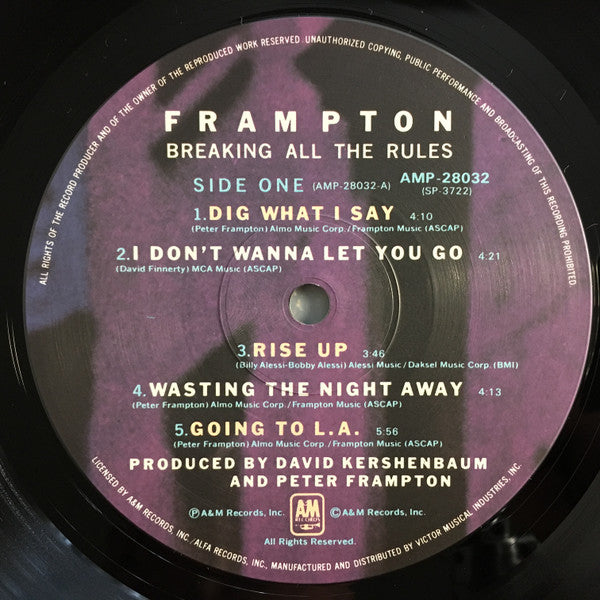 ALL RIGHTS OF THE RECORD PRODUCER AND OF THE OWNER OF THE REPRODUCED WORK RESERVED. UNAUTHORIZED COPYING, PUBLIC PERFORMANCE AND BROADCASTING OF THIS RECORDING PROHIBITED.
FRAMPTON
BREAKING ALL THE RULES
SIDE ONE (AMP-28032-A) AMP-28032
(SP-3722)
1.DIG WHAT I SAY 4:10
(Peter Frampton) Almo Music Corp./Frampton Music (ASCAP)
2.I DON'T WANNA LET YOU GO 4:21
(David Finnerty) MCA Music (ASCAP)
3.RISE UP 3:46
(Billy Alessi-Bobby Alessi) Alessi Music/Daksel Music Corp. (BMI)
4.WASTING THE NIGHT AWAY 4:13
(Peter Frampton) Almo Music Corp./Frampton Music (ASCAP)
5.GOING TO L.A. 5:56
(Peter Frampton) Almo Music Corp./Frampton Music (ASCAP)
PRODUCED BY DAVID KERSHENBAUM
AND PETER FRAMPTON
ⓅA&M Records, Inc. A&M RECORDS ©A&M Records, Inc.
All Rights Reserved.
LICENSED BY A&M RECORDS, INC./ALFA RECORDS, INC., MANUFACTURED AND DISTRIBUTED BY VICTOR MUSICAL INDUSTRIES, INC.